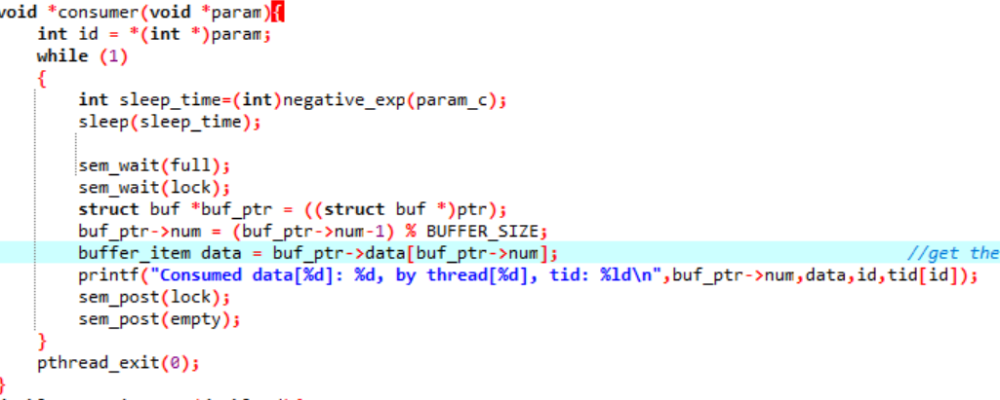 void *consumer(void *param){
int id = *(int *)param;
while (1)
{
int sleep_time=(int)negative_exp(param_c);
sleep(sleep_time);
sem_wait(full);
sem_wait(lock);
struct buf *buf_ptr = ((struct buf *)ptr);
buf_ptr->num = (buf_ptr->num-1) % BUFFER_SIZE;
buffer_item data = buf_ptr->data[buf_ptr->num]; //get the
printf("Consumed data[%d]: %d, by thread[%d], tid: %ld\n",buf_ptr->num,data,id,tid[id]);
sem_post(lock);
sem_post(empty);
}
pthread_exit(0);
}